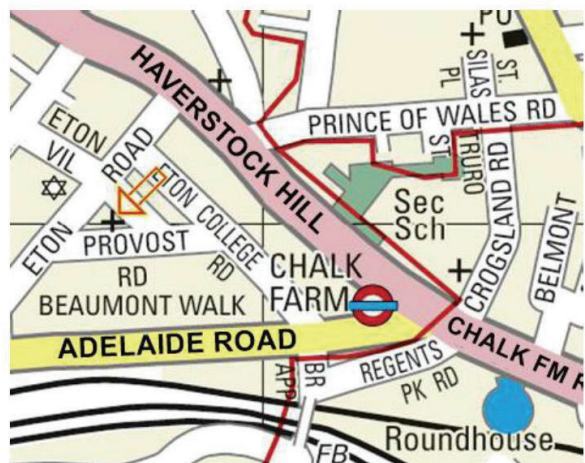 PO
HAVERSTOCK HILL
SILAS PL
ST.
PRINCE OF WALES RD
ETON VIL
ROAD
ETON
ST
TRURO
ETON COLLEGE RD
Sec
Sch
CROGSLAND RD
BELMONT
PROVOST
RD
CHALK
FARM
BEAUMONT WALK
ADELAIDE ROAD
CHALK FM R
REGENTS
PK RD
BR
APP
Roundhouse
FB